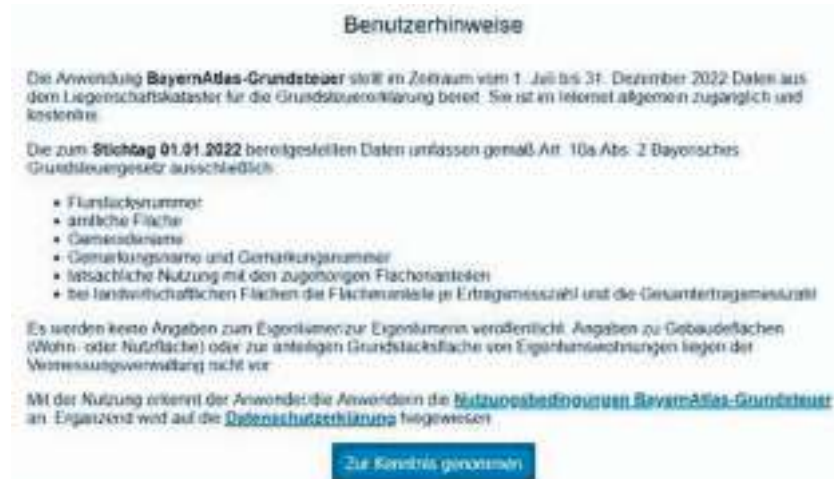 Benutzerhinweise
Die Anwendung BayernAtlas-Grundsteuer stellt im Zeitraum vom 1. Juli bis 31. Dezember 2022 Daten aus
dem Liegenschaftskataster für die Grundsteuererklärung bereit. Sie ist im Internet allgemein zugänglich und
kostenfrei.
Die zum Stichtag 01.01.2022 bereitgestellten Daten umfassen gemäß Art. 10a Abs. 2 Bayerisches
Grundsteuergesetz ausschließlich
• Flurstücksnummer
• amtliche Fläche
• Gemeindename
• Gemarkungsname und Gemarkungsnummer
• tatsächliche Nutzung mit den zugehörigen Flächenanteilen
• bei landwirtschaftlichen Flächen die Flächenanteile je Ertragsmesszahl und die Gesamtertragsmesszahl
Es werden keine Angaben zum Eigentümer/zur Eigentümerin veröffentlicht. Angaben zu Gebäudeflächen
(Wohn- oder Nutzfläche) oder zur anteiligen Grundstücksfläche von Eigentumswohnungen liegen der
Vermessungsverwaltung nicht vor.
Mit der Nutzung erkennt der Anwender/die Anwenderin die Nutzungsbedingungen BayernAtlas-Grundsteuer
an. Ergänzend wird auf die Datenschutzerklärung hingewiesen.
Zur Kenntnis genommen